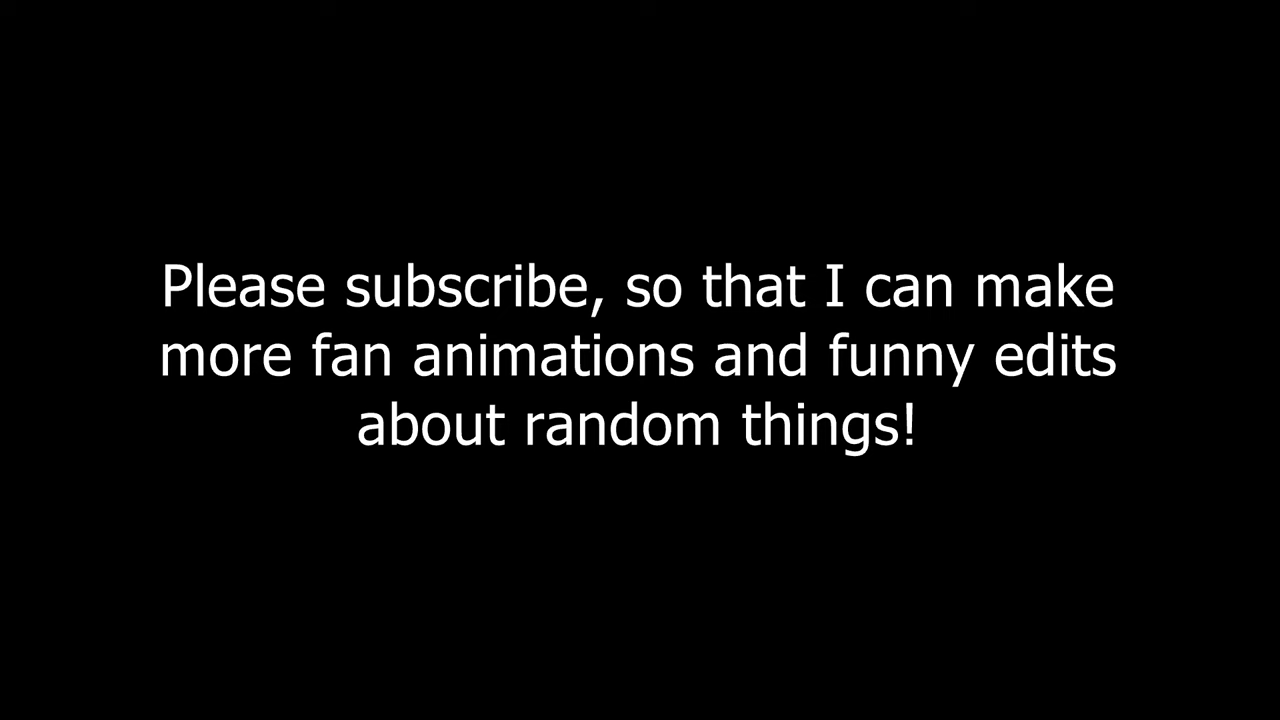 Please subscribe, so that I can make
more fan animations and funny edits
about random things!